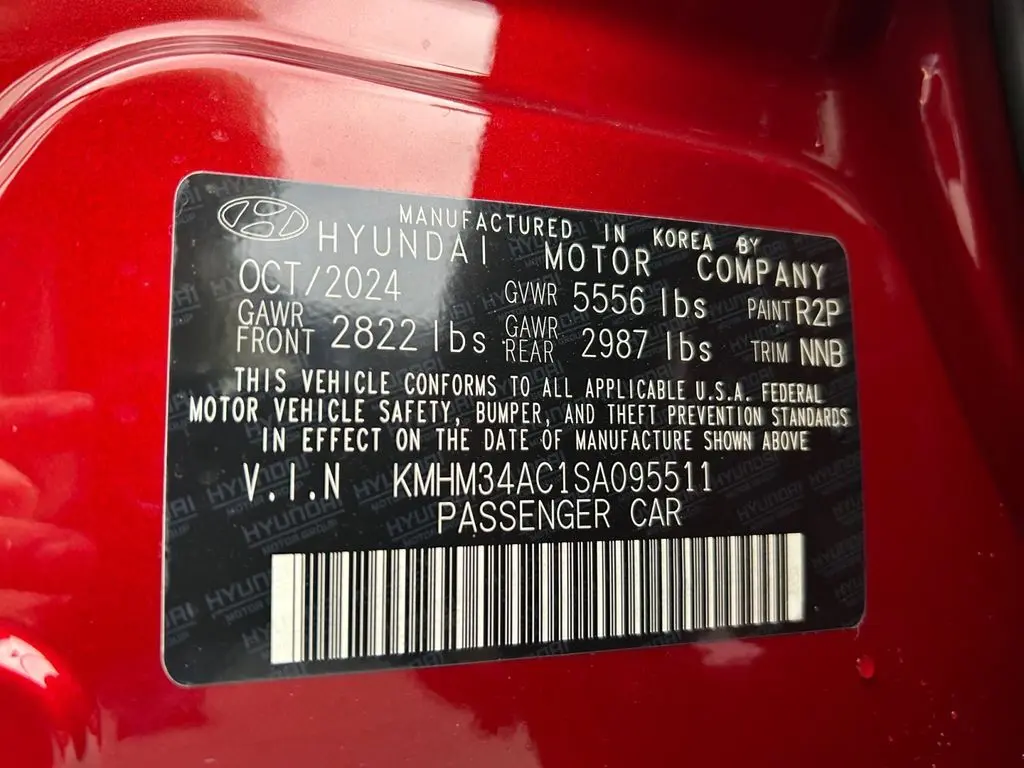 MANUFACTURED IN KOREA BY
HYUNDAI MOTOR COMPANY
OCT/2024 GVWR 5556 lbs PAINT R2P
GAWR FRONT 2822 lbs GAWR REAR 2987 lbs TRIM NNB
THIS VEHICLE CONFORMS TO ALL APPLICABLE U.S.A. FEDERAL
MOTOR VEHICLE SAFETY, BUMPER, AND THEFT PREVENTION STANDARDS
IN EFFECT ON THE DATE OF MANUFACTURE SHOWN ABOVE
V.I.N KMHM34AC1SA095511
PASSENGER CAR